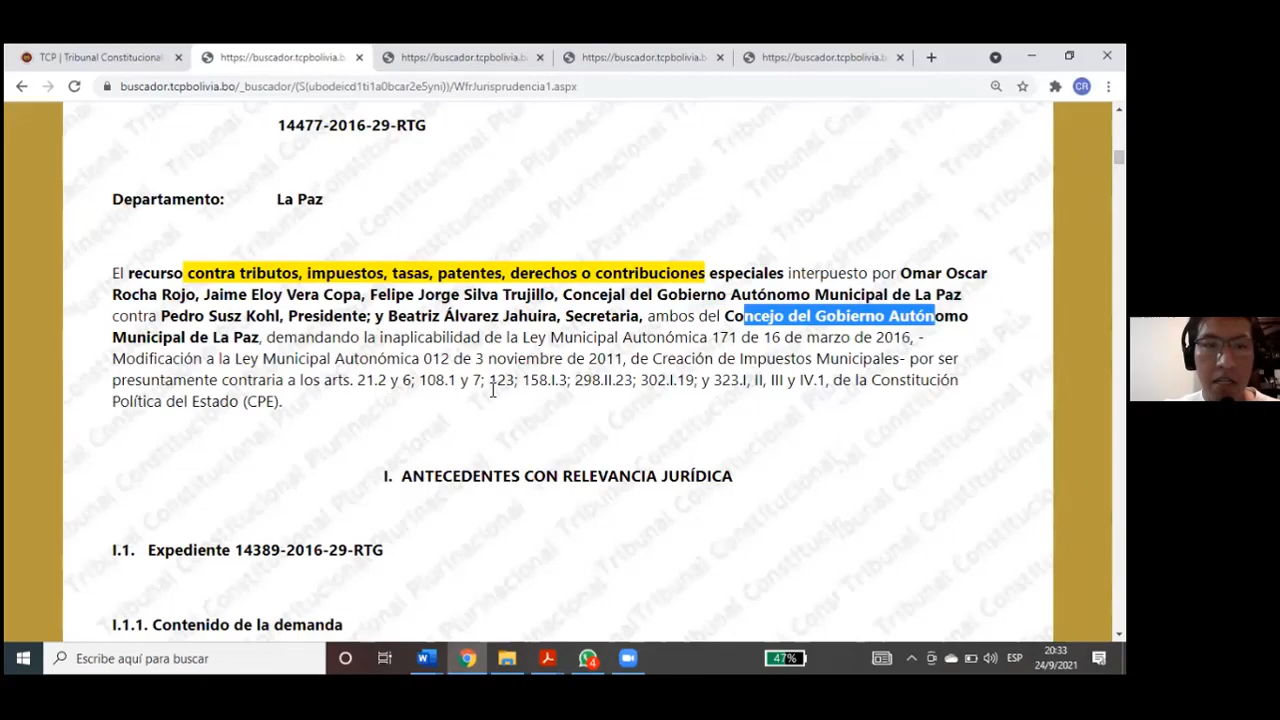 TCP | Tribunal Constitucional
https://buscador.tcpbolivia.b
https://buscador.tcpbolivia.b
https://buscador.tcpbolivia.b
https://buscador.tcpbolivia.b
buscador.tcpbolivia.bo/_buscador/(S(ubodeicd1ti1a0bcar2e5yni))/WfrJurisprudencia1.aspx
CR
14477-2016-29-RTG
Departamento: La Paz
El recurso contra tributos, impuestos, tasas, patentes, derechos o contribuciones especiales interpuesto por Omar Oscar
Rocha Rojo, Jaime Eloy Vera Copa, Felipe Jorge Silva Trujillo, Concejal del Gobierno Autónomo Municipal de La Paz
contra Pedro Susz Kohl, Presidente; y Beatriz Álvarez Jahuira, Secretaria, ambos del Concejo del Gobierno Autónomo
Municipal de La Paz, demandando la inaplicabilidad de la Ley Municipal Autonómica 171 de 16 de marzo de 2016, -
Modificación a la Ley Municipal Autonómica 012 de 3 noviembre de 2011, de Creación de Impuestos Municipales- por ser
presuntamente contraria a los arts. 21.2 y 6; 108.1 y 7; 123; 158.I.3; 298.II.23; 302.I.19; y 323.I, II, III y IV.1, de la Constitución
Política del Estado (CPE).
I. ANTECEDENTES CON RELEVANCIA JURÍDICA
I.1. Expediente 14389-2016-29-RTG
I.1.1. Contenido de la demanda
Escribe aquí para buscar
4
47%
ESP
20:33
24/9/2021